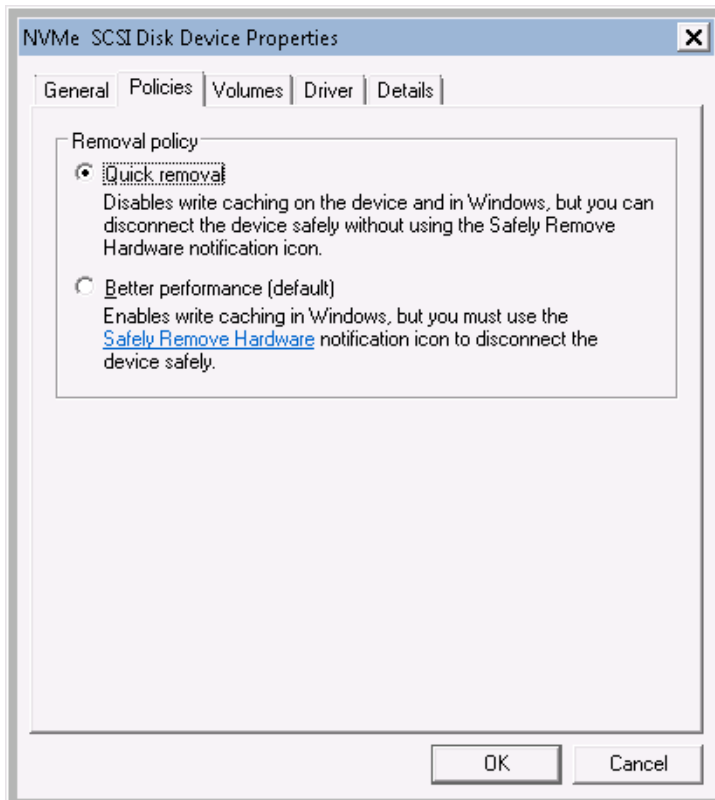 NVMe SCSI Disk Device Properties
General Policies Volumes Driver Details
Removal policy
Quick removal
Disables write caching on the device and in Windows, but you can
disconnect the device safely without using the Safely Remove
Hardware notification icon.
Better performance (default)
Enables write caching in Windows, but you must use the
Safely Remove Hardware notification icon to disconnect the
device safely.
OK Cancel